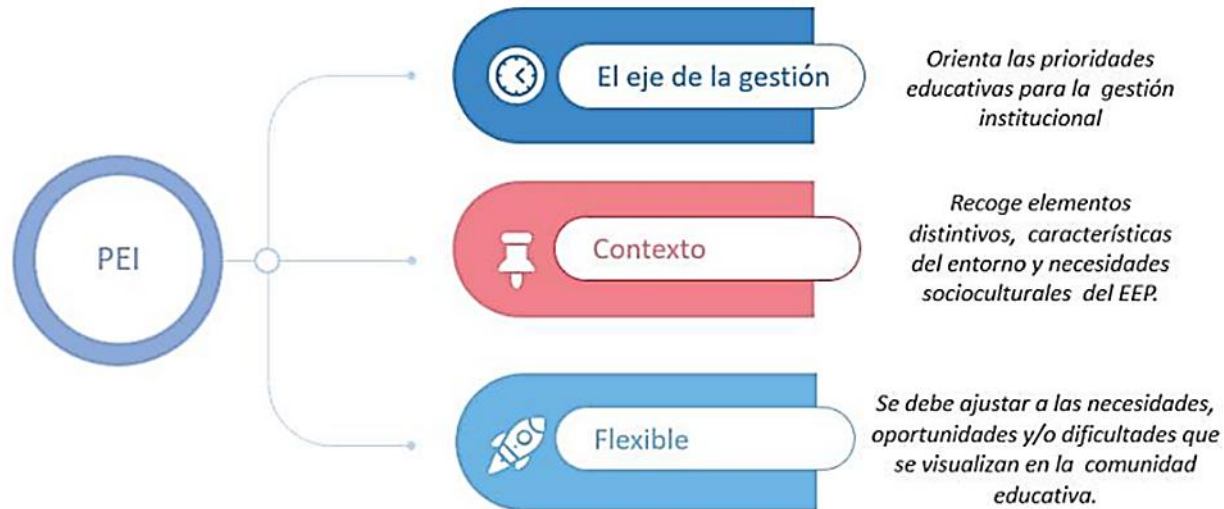 PEI
El eje de la gestión
Orienta las prioridades
educativas para la gestión
institucional
Contexto
Recoge elementos
distintivos, características
del entorno y necesidades
socioculturales del EEP.
Flexible
Se debe ajustar a las necesidades,
oportunidades y/o dificultades que
se visualizan en la comunidad
educativa.